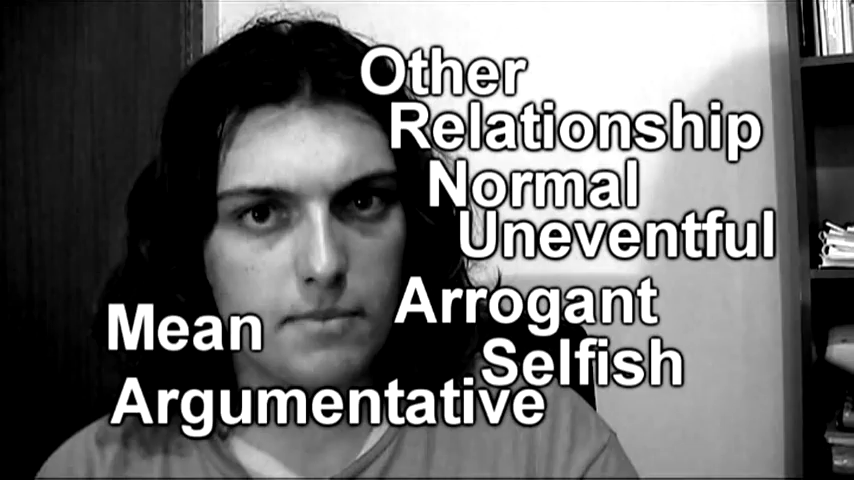 Other
Relationship
Normal
Uneventful
Arrogant
Mean
Selfish
Argumentative